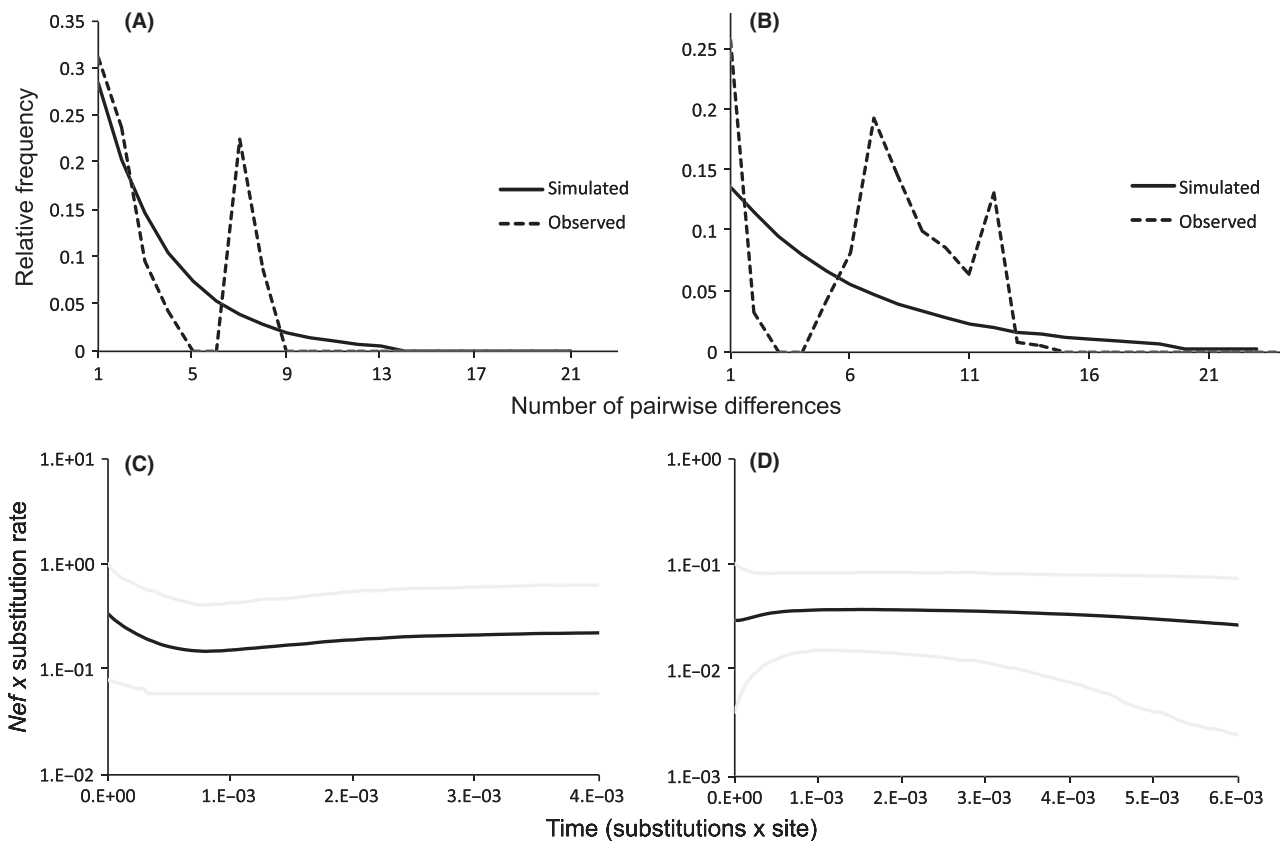 (A)
0.35
0.3
0.25
0.2
0.15
0.1
0.05
0
1 5 9 13 17 21
Simulated
Observed
Relative frequency
(B)
0.25
0.2
0.15
0.1
0.05
0
1 6 11 16 21
Simulated
Observed
Number of pairwise differences
(C)
1.E+01
1.E+00
1.E−01
1.E−02
0.E+00 1.E−03 2.E−03 3.E−03 4.E−03
Nef x substitution rate
(D)
1.E+00
1.E−01
1.E−02
1.E−03
0.E+00 1.E−03 2.E−03 3.E−03 4.E−03 5.E−03 6.E−03
Time (substitutions x site)